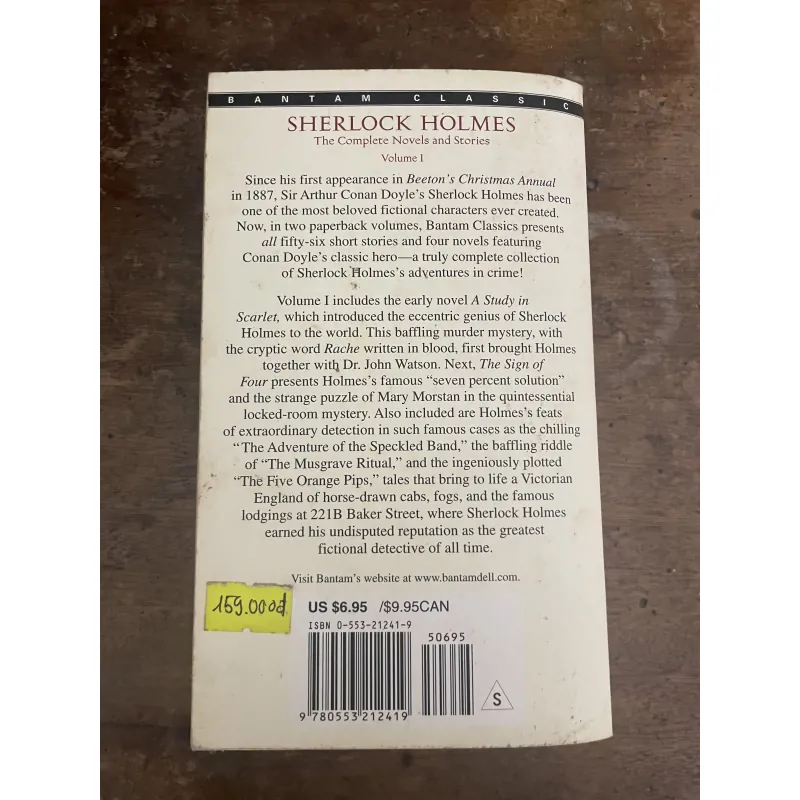 BANTAM CLASSIC
SHERLOCK HOLMES
The Complete Novels and Stories
Volume I
Since his first appearance in Beeton's Christmas Annual
in 1887, Sir Arthur Conan Doyle's Sherlock Holmes has been
one of the most beloved fictional characters ever created.
Now, in two paperback volumes, Bantam Classics presents
all fifty-six short stories and four novels featuring
Conan Doyle's classic hero—a truly complete collection
of Sherlock Holmes's adventures in crime!
Volume I includes the early novel A Study in
Scarlet, which introduced the eccentric genius of Sherlock
Holmes to the world. This baffling murder mystery, with
the cryptic word Rache written in blood, first brought Holmes
together with Dr. John Watson. Next, The Sign of
Four presents Holmes's famous "seven percent solution"
and the strange puzzle of Mary Morstan in the quintessential
locked-room mystery. Also included are Holmes's feats
of extraordinary detection in such famous cases as the chilling
"The Adventure of the Speckled Band," the baffling riddle
of "The Musgrave Ritual," and the ingeniously plotted
"The Five Orange Pips," tales that bring to life a Victorian
England of horse-drawn cabs, fogs, and the famous
lodgings at 221B Baker Street, where Sherlock Holmes
earned his undisputed reputation as the greatest
fictional detective of all time.
Visit Bantam's website at www.bantamdell.com.
159.000đ
US $6.95 /$9.95CAN
ISBN 0-553-21241-9
50695
9 780553 212419
S